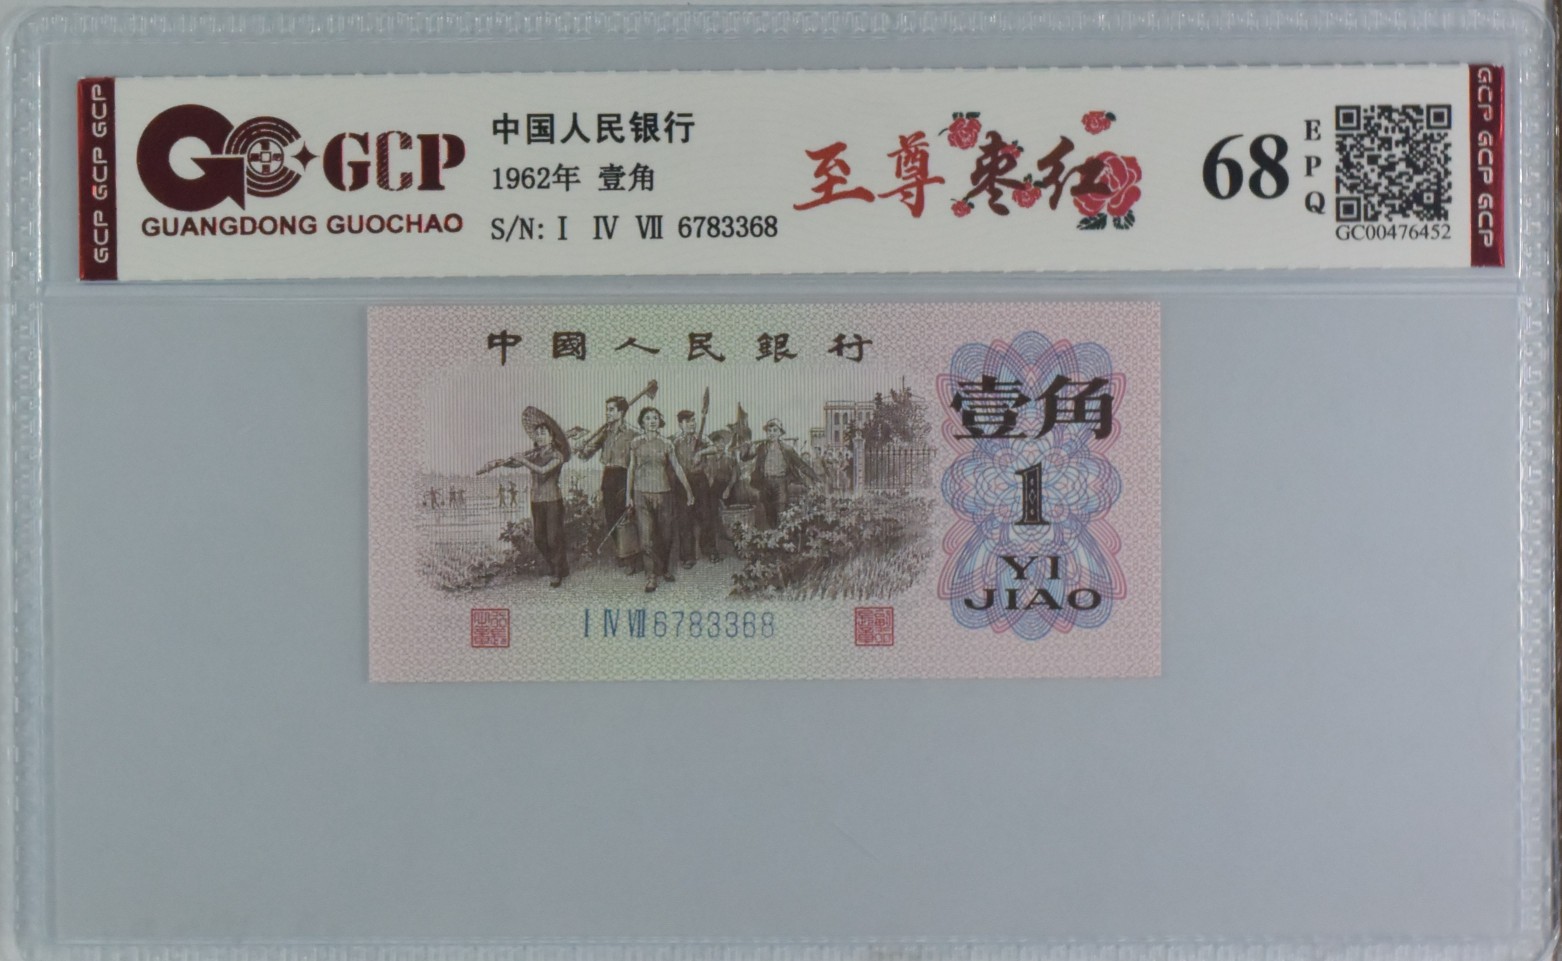 GCP GCP GCP
GCP
GUANGDONG GUOCHAO
中国人民银行
1962年 壹角
S/N: I IV VII 6783368
至尊枣红
68
EPQ
GC00476452
GCP GCP GCP
中國人民銀行
壹角
1
YI
JIAO
I IV VII 6783368